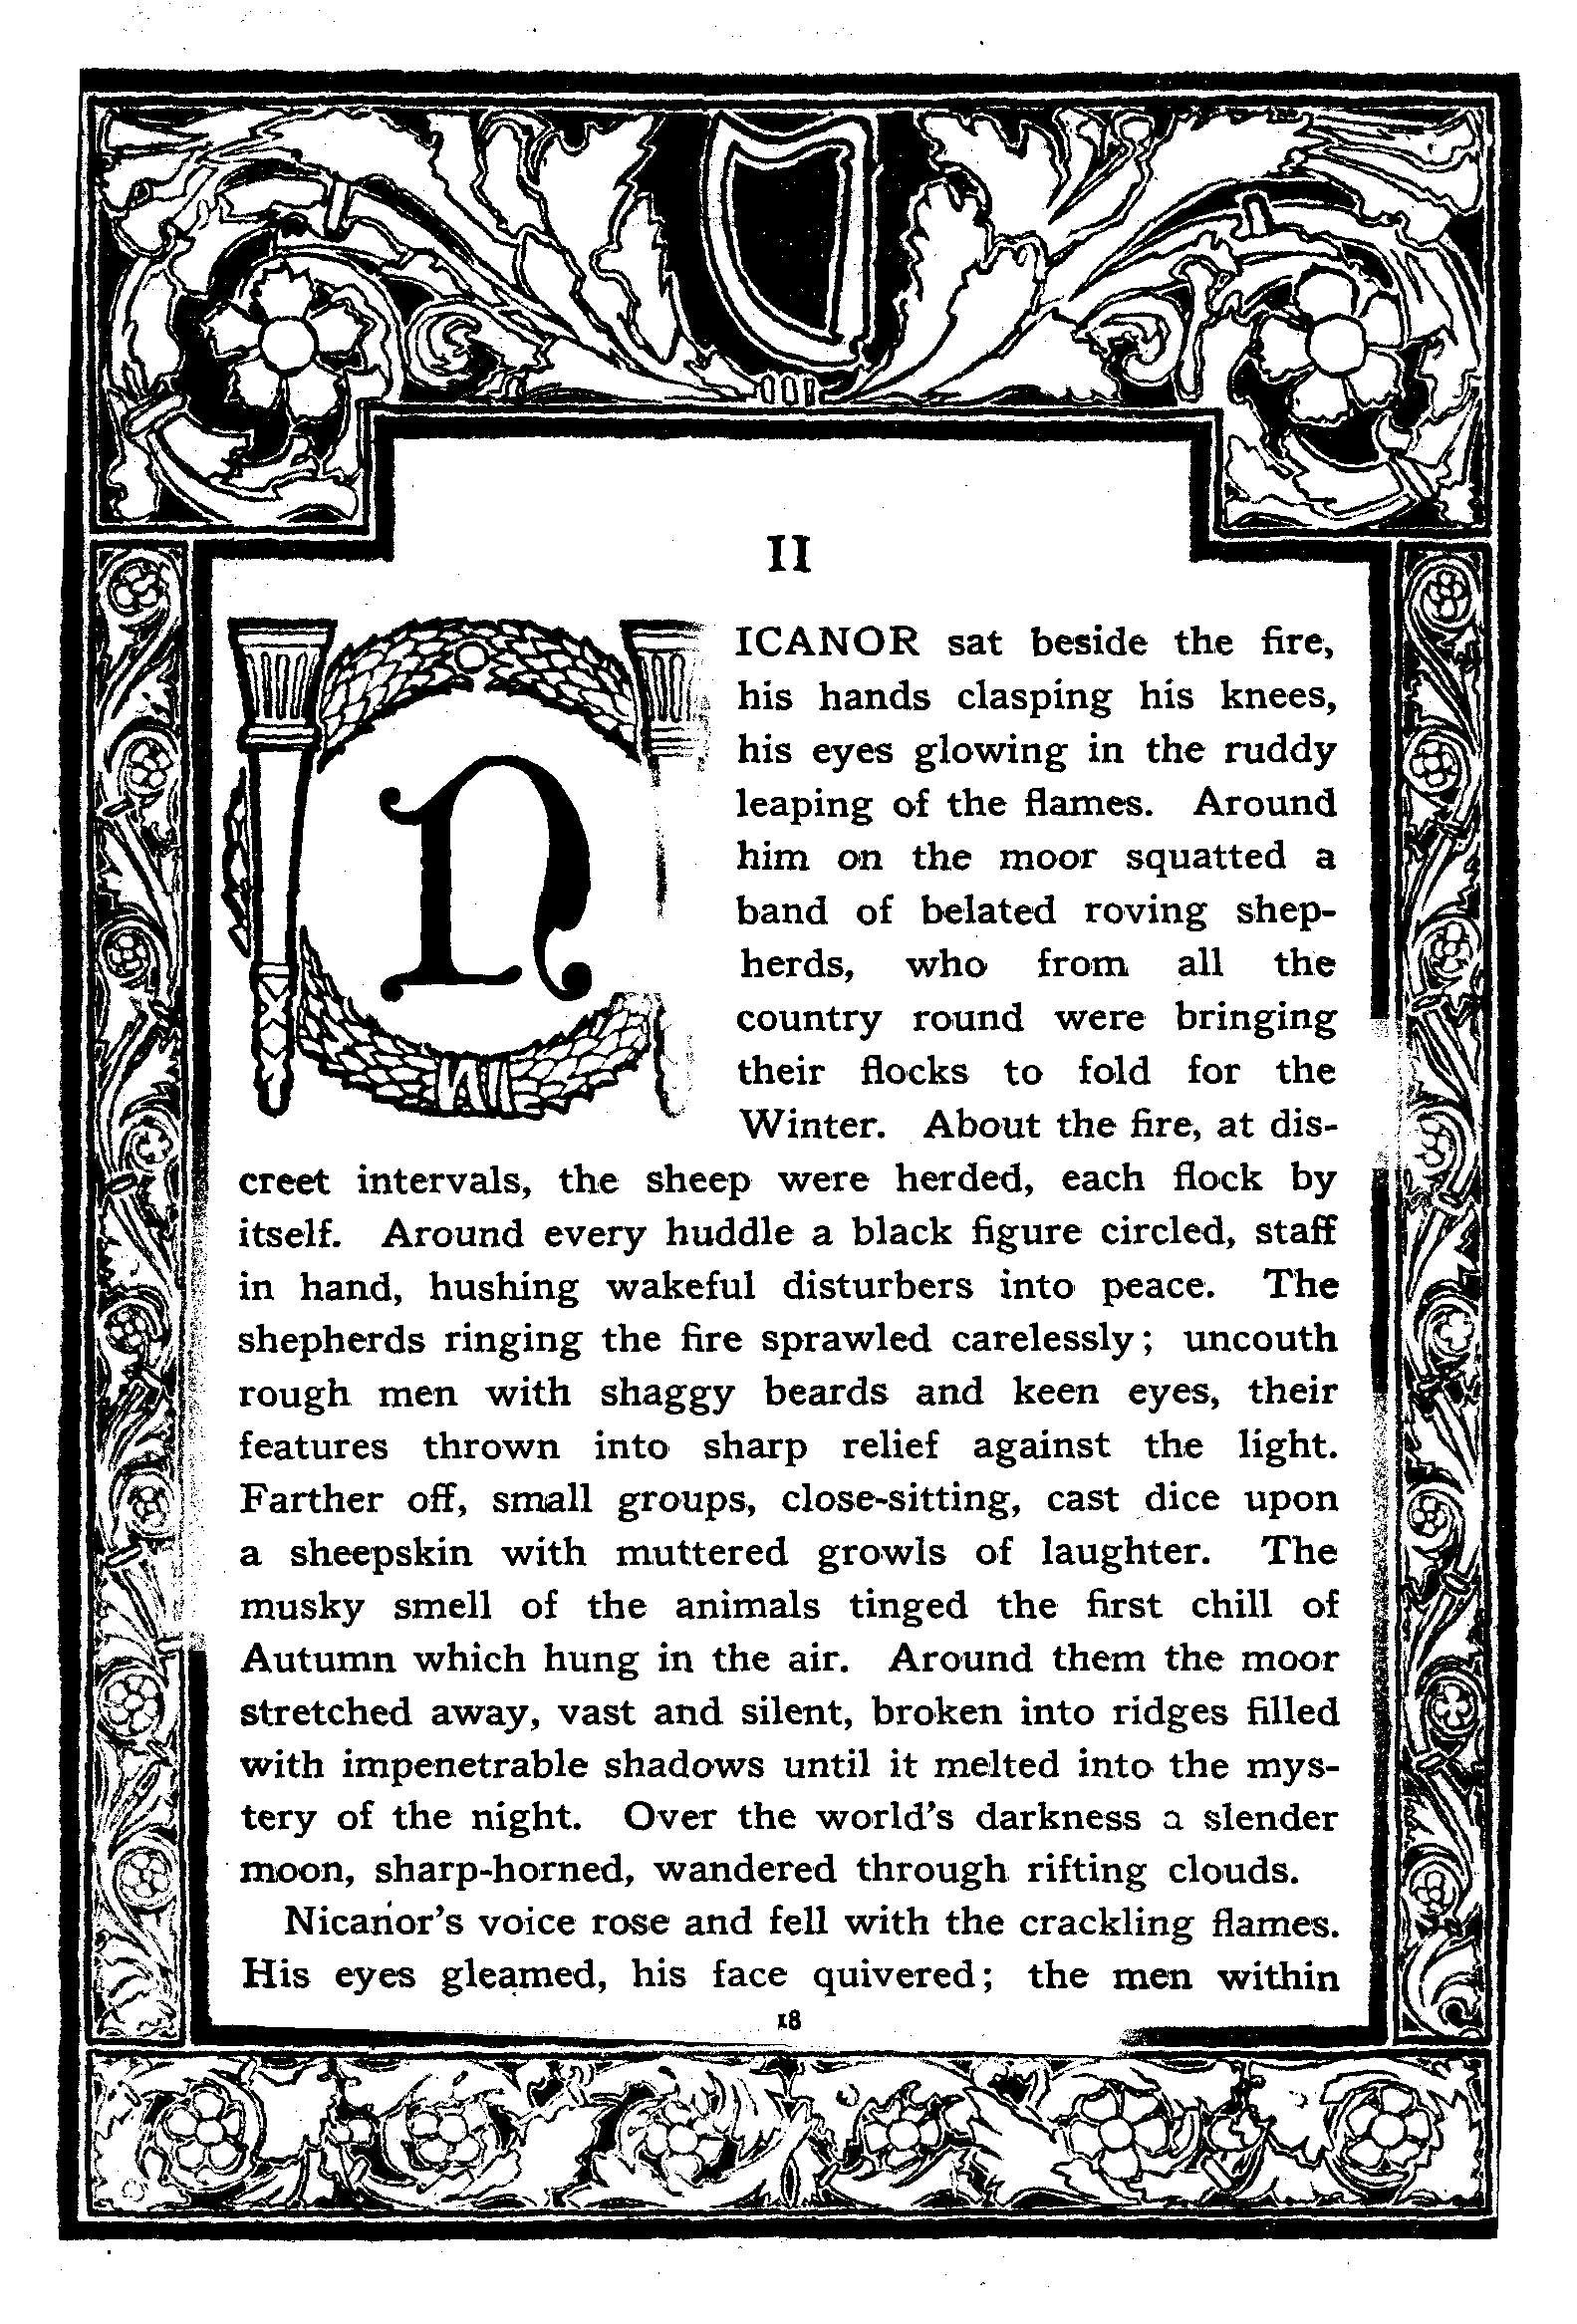 II
NICANOR sat beside the fire,
his hands clasping his knees,
his eyes glowing in the ruddy
leaping of the flames. Around
him on the moor squatted a
band of belated roving shep-
herds, who from all the
country round were bringing
their flocks to fold for the
Winter. About the fire, at dis-
creet intervals, the sheep were herded, each flock by
itself. Around every huddle a black figure circled, staff
in hand, hushing wakeful disturbers into peace. The
shepherds ringing the fire sprawled carelessly; uncouth
rough men with shaggy beards and keen eyes, their
features thrown into sharp relief against the light.
Farther off, small groups, close-sitting, cast dice upon
a sheepskin with muttered growls of laughter. The
musky smell of the animals tinged the first chill of
Autumn which hung in the air. Around them the moor
stretched away, vast and silent, broken into ridges filled
with impenetrable shadows until it melted into the mys-
tery of the night. Over the world's darkness a slender
moon, sharp-horned, wandered through rifting clouds.
Nicanor's voice rose and fell with the crackling flames.
His eyes gleamed, his face quivered; the men within
18